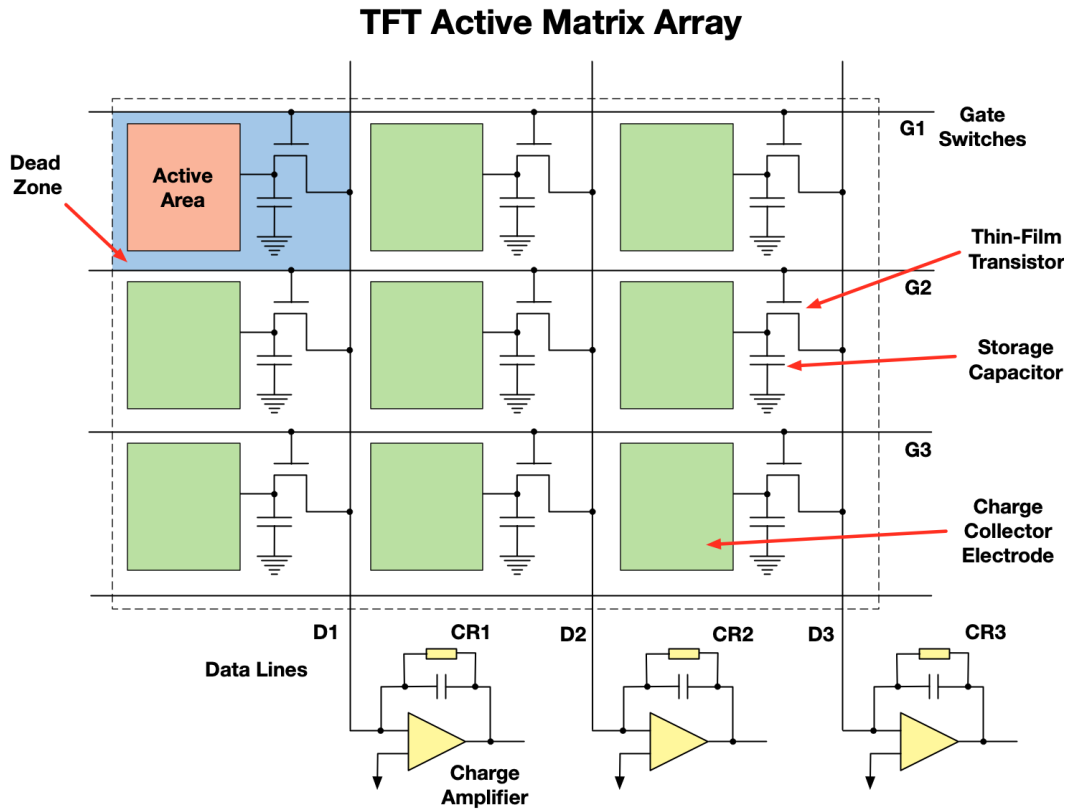 TFT Active Matrix Array
G1
Gate
Switches
Dead
Zone
Active
Area
Thin-Film
Transistor
G2
Storage
Capacitor
G3
Charge
Collector
Electrode
D1
CR1
D2
CR2
D3
CR3
Data Lines
Charge
Amplifier